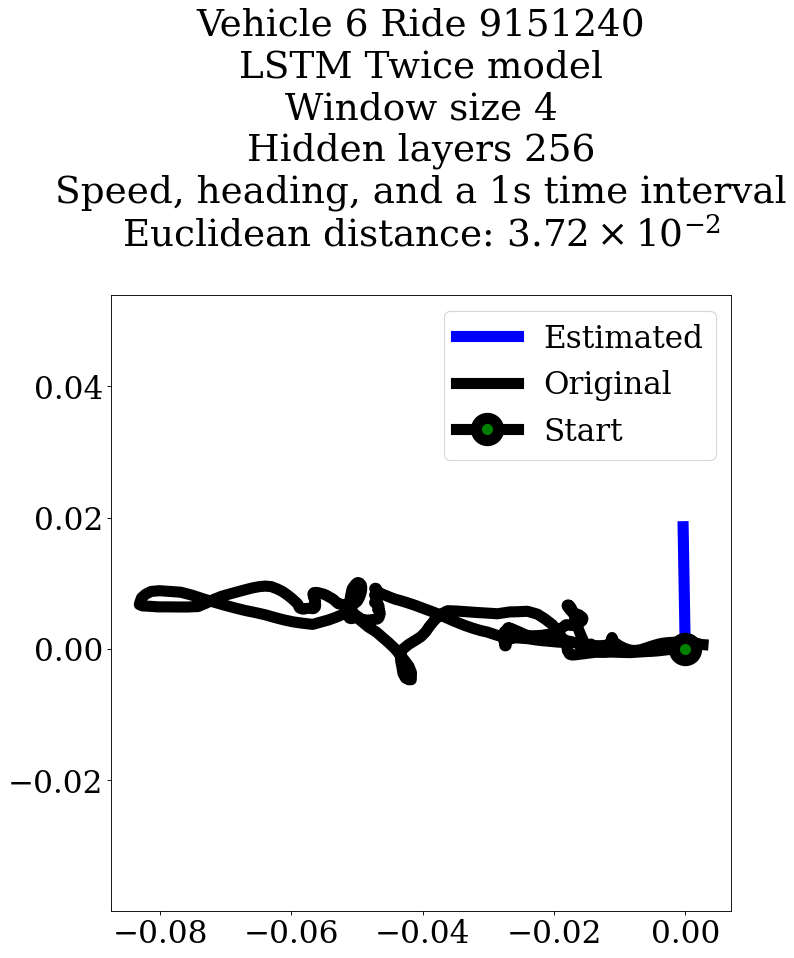 Vehicle 6 Ride 9151240
LSTM Twice model
Window size 4
Hidden layers 256
Speed, heading, and a 1s time interval
Euclidean distance: 3.72 × 10⁻²
Estimated
Original
Start
0.04
0.02
0.00
−0.02
−0.08 −0.06 −0.04 −0.02 0.00